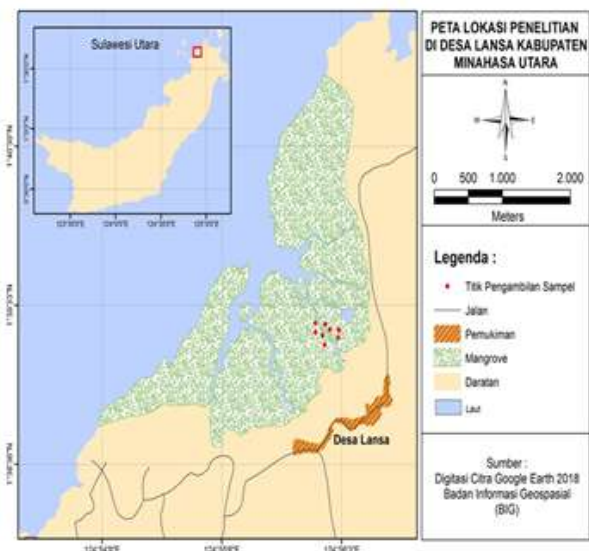 Sulawesi Utara
Desa Lansa
PETA LOKASI PENELITIAN
DI DESA LANSA KABUPATEN
MINAHASA UTARA
N
E
S
0 500 1.000 2.000
Meters
Legenda :
Titik Pengambilan Sampel
Jalan
Pemukiman
Mangrove
Daratan
Laut
Sumber :
Digitasi Citra Google Earth 2018
Badan Informasi Geospasial
(BIG)